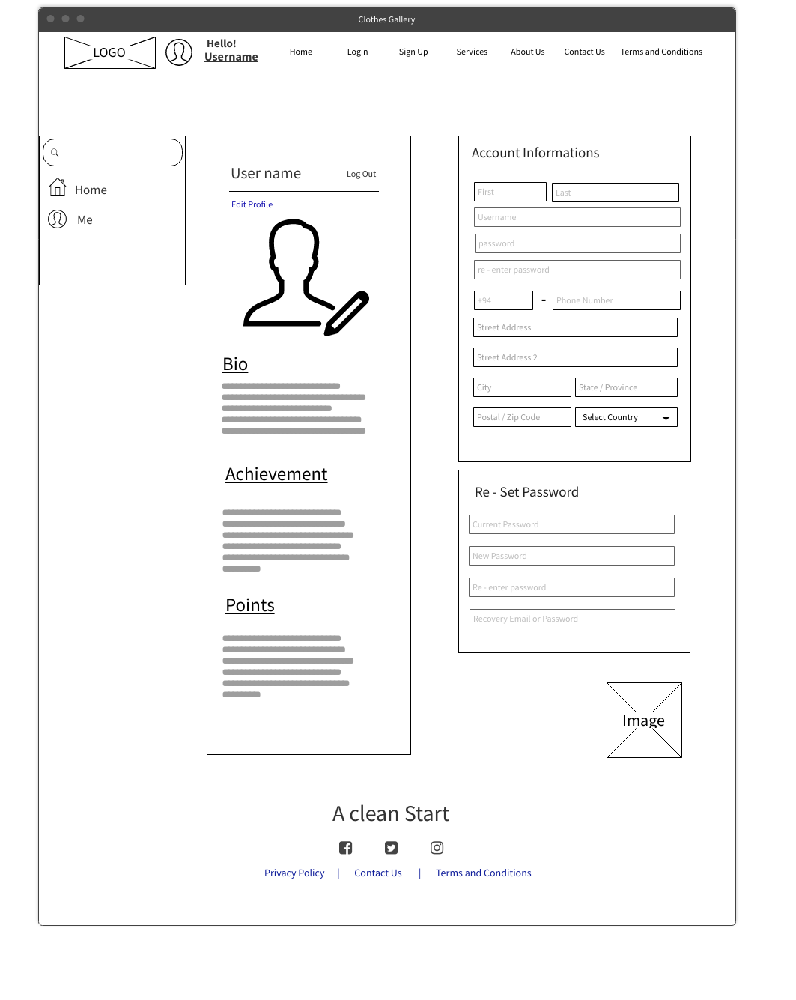 Clothes Gallery
LOGO
Hello!
Username
Home
Login
Sign Up
Services
About Us
Contact Us
Terms and Conditions
Home
Me
User name
Log Out
Edit Profile
Bio
Achievement
Points
Account Informations
First
Last
Username
password
re - enter password
+94
-
Phone Number
Street Address
Street Address 2
City
State / Province
Postal / Zip Code
Select Country
Re - Set Password
Current Password
New Password
Re - enter password
Recovery Email or Password
Image
A clean Start
Privacy Policy | Contact Us | Terms and Conditions